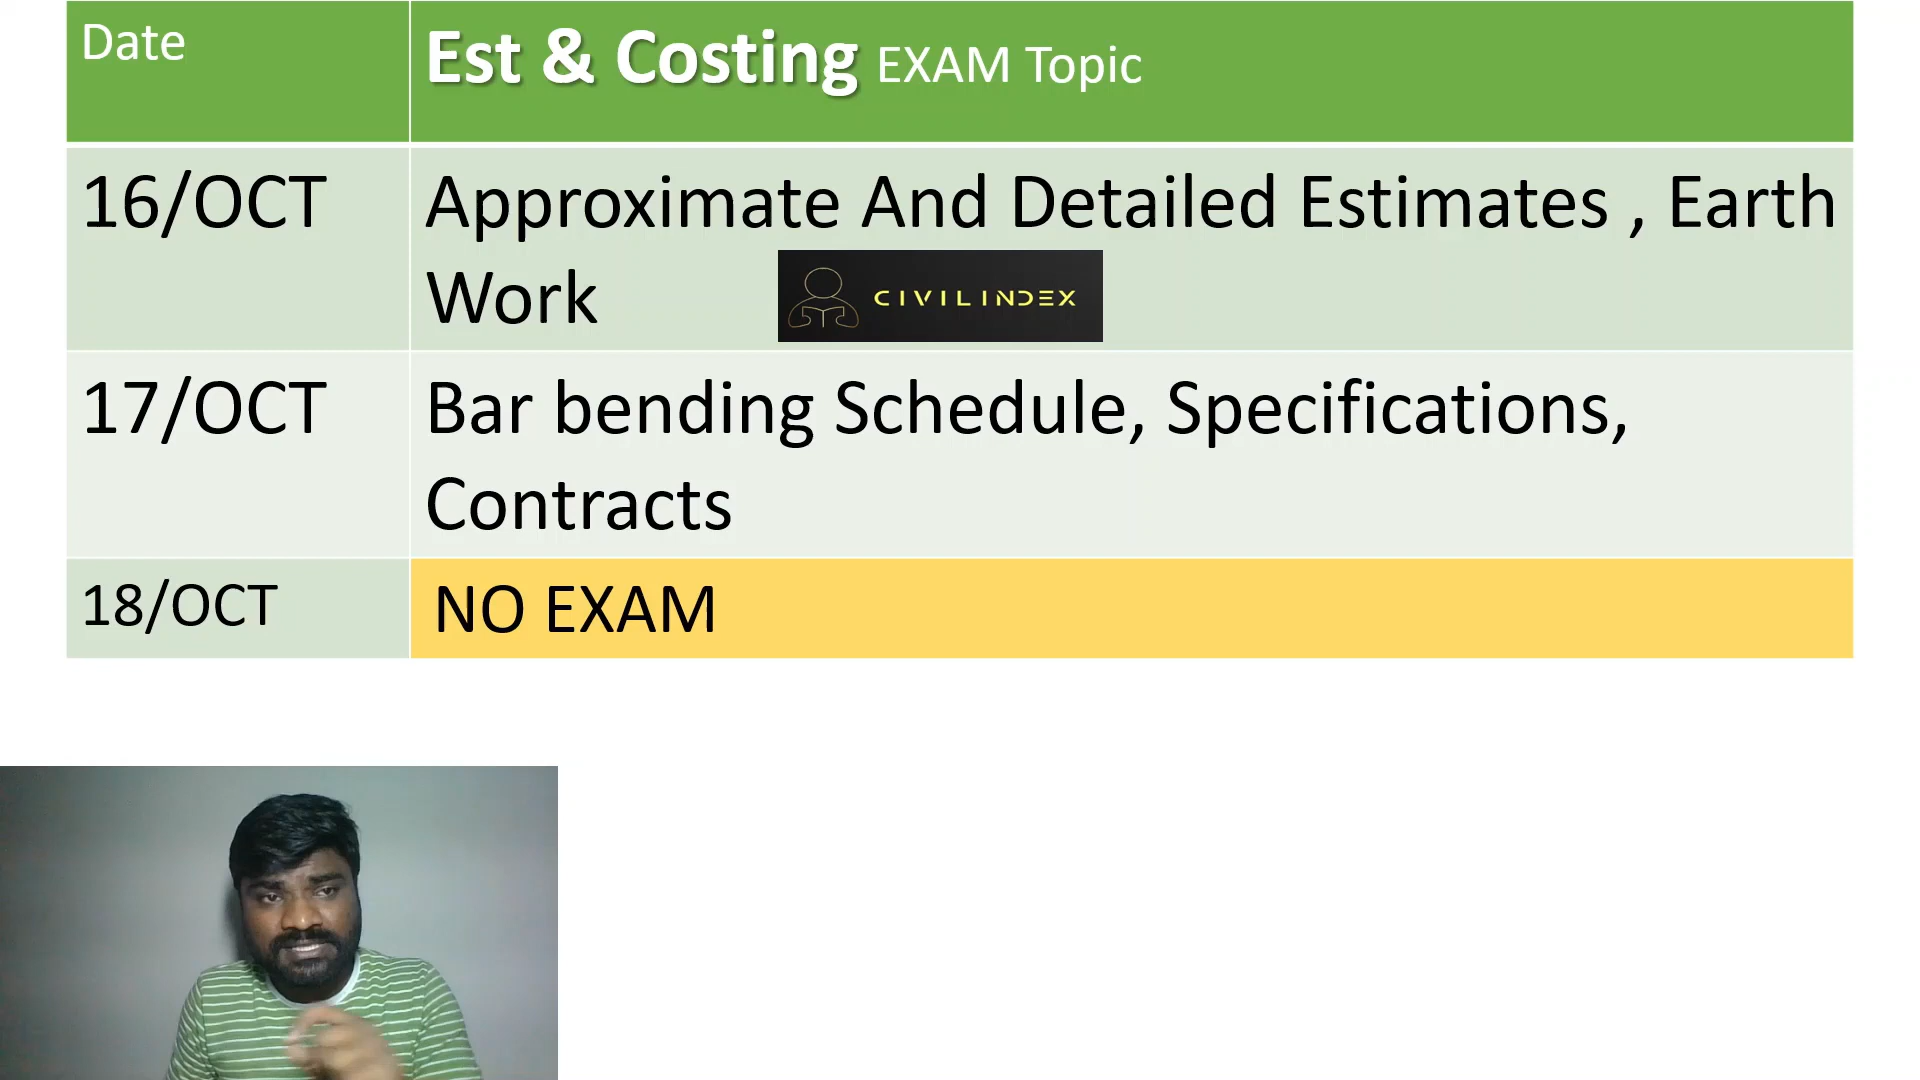 Date
Est & Costing EXAM Topic
16/OCT
Approximate And Detailed Estimates , Earth
Work
CIVILINDEX
17/OCT
Bar bending Schedule, Specifications,
Contracts
18/OCT
NO EXAM